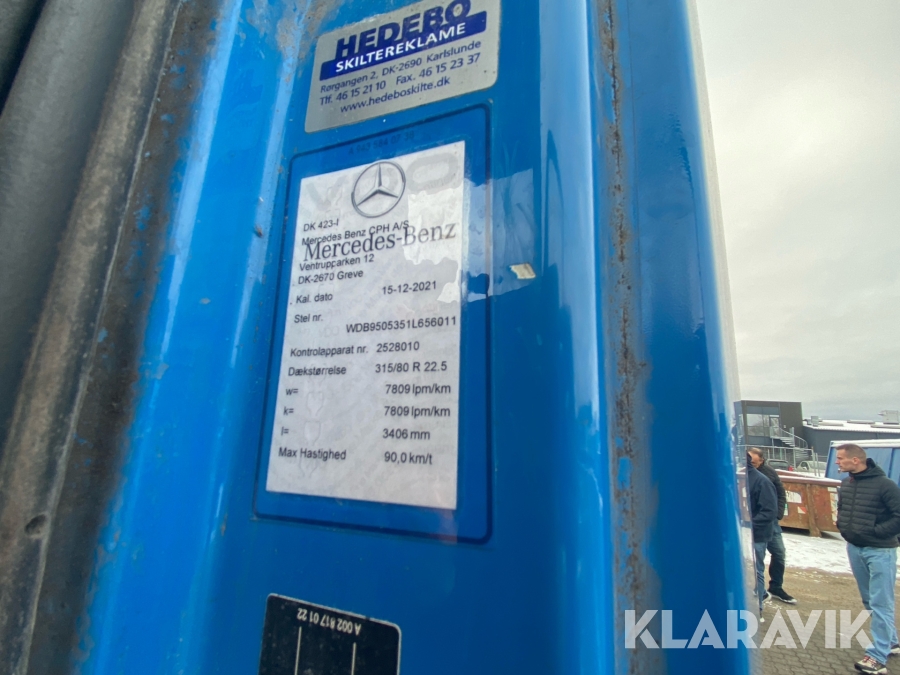 HEDEBO
SKILTEREKLAME
Rørgangen 2, DK-2690 Karlslunde
Tlf. 46 15 21 10 Fax. 46 15 23 37
www.hedeboskilte.dk
DK 423-I
Mercedes Benz CPH A/S
Mercedes-Benz
Ventrupparken 12
DK-2670 Greve
Kal. dato 15-12-2021
Stel nr.
WDB9505351L656011
Kontrolapparat nr. 2528010
Dækstørrelse 315/80 R 22.5
w= 7809 lpm/km
k= 7809 lpm/km
l= 3406 mm
Max Hastighed 90,0 km/t
A 002 817 01 22
KLARAVIK